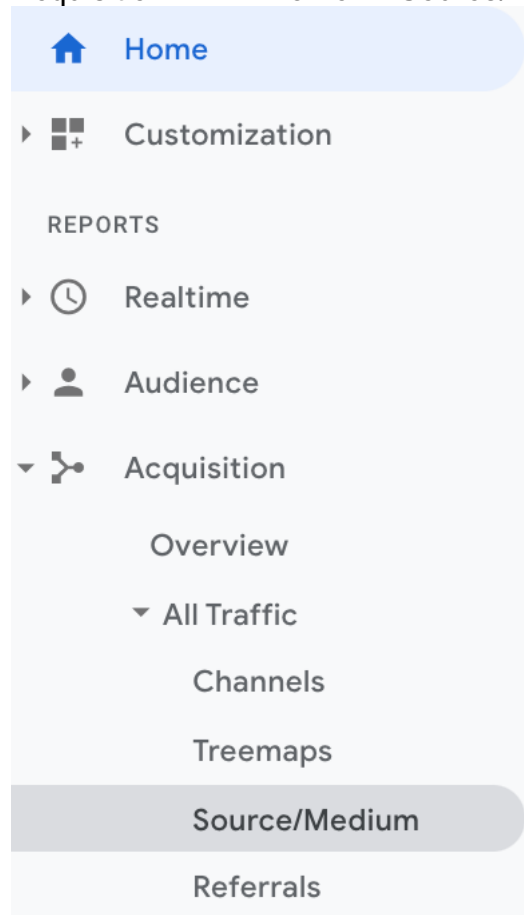 Home
Customization
REPORTS
Realtime
Audience
Acquisition
Overview
All Traffic
Channels
Treemaps
Source/Medium
Referrals